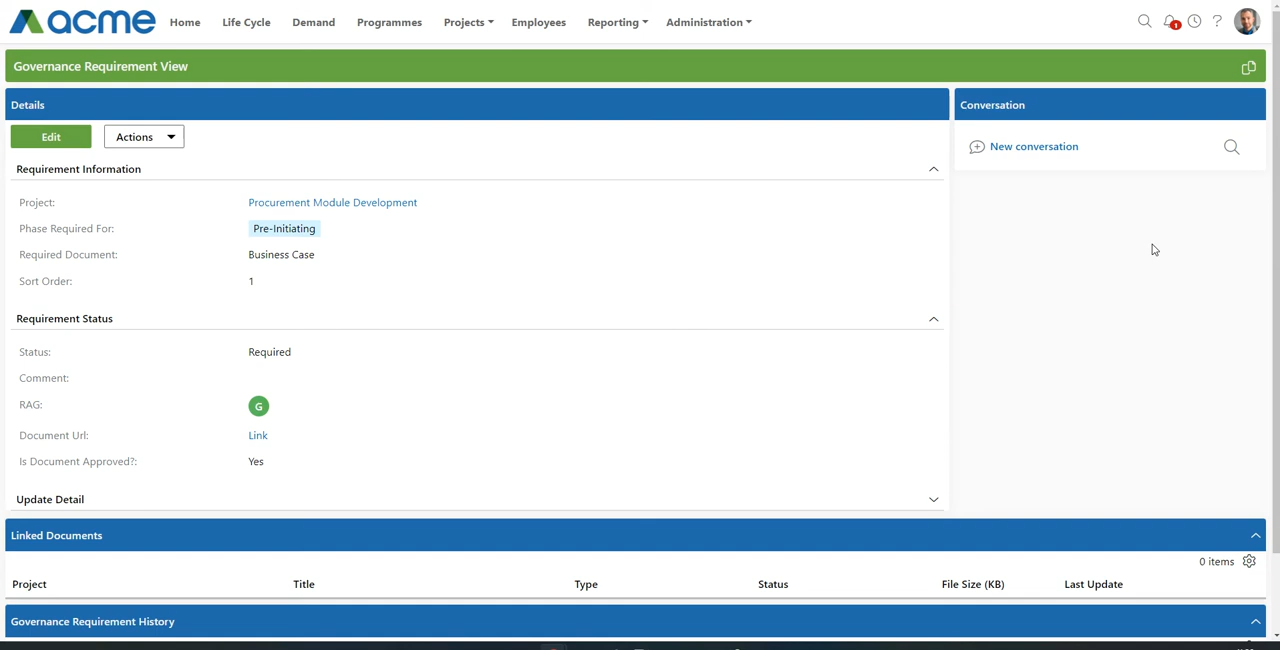 acme Home Life Cycle Demand Programmes Projects Employees Reporting Administration 1 ?
Governance Requirement View
Details
Conversation
Edit Actions
New conversation
Requirement Information
Project: Procurement Module Development
Phase Required For: Pre-Initiating
Required Document: Business Case
Sort Order: 1
Requirement Status
Status: Required
Comment:
RAG: G
Document Url: Link
Is Document Approved?: Yes
Update Detail
Linked Documents
0 items
Project Title Type Status File Size (KB) Last Update
Governance Requirement History